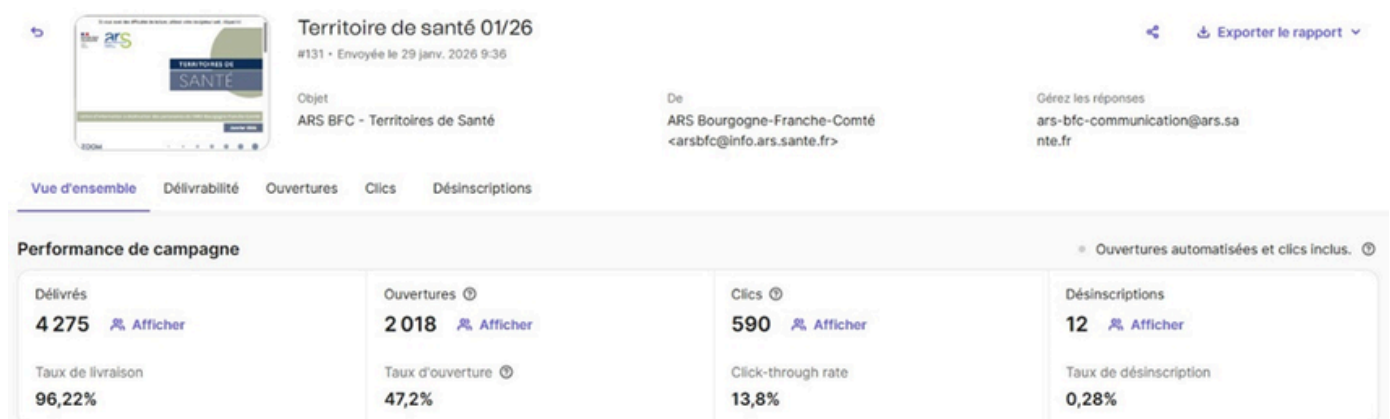 Territoire de santé 01/26
#131 • Envoyée le 29 janv. 2026 9:36
Exporter le rapport
ars
TERRITOIRES DE
SANTÉ
Objet
ARS BFC - Territoires de Santé
De
ARS Bourgogne-Franche-Comté
<arsbfc@info.ars.sante.fr>
Gérez les réponses
ars-bfc-communication@ars.sa
nte.fr
ZOOM
Vue d'ensemble Délivrabilité Ouvertures Clics Désinscriptions
Performance de campagne
Ouvertures automatisées et clics inclus.
Délivrés
4 275 Afficher
Taux de livraison
96,22%
Ouvertures
2 018 Afficher
Taux d'ouverture
47,2%
Clics
590 Afficher
Click-through rate
13,8%
Désinscriptions
12 Afficher
Taux de désinscription
0,28%